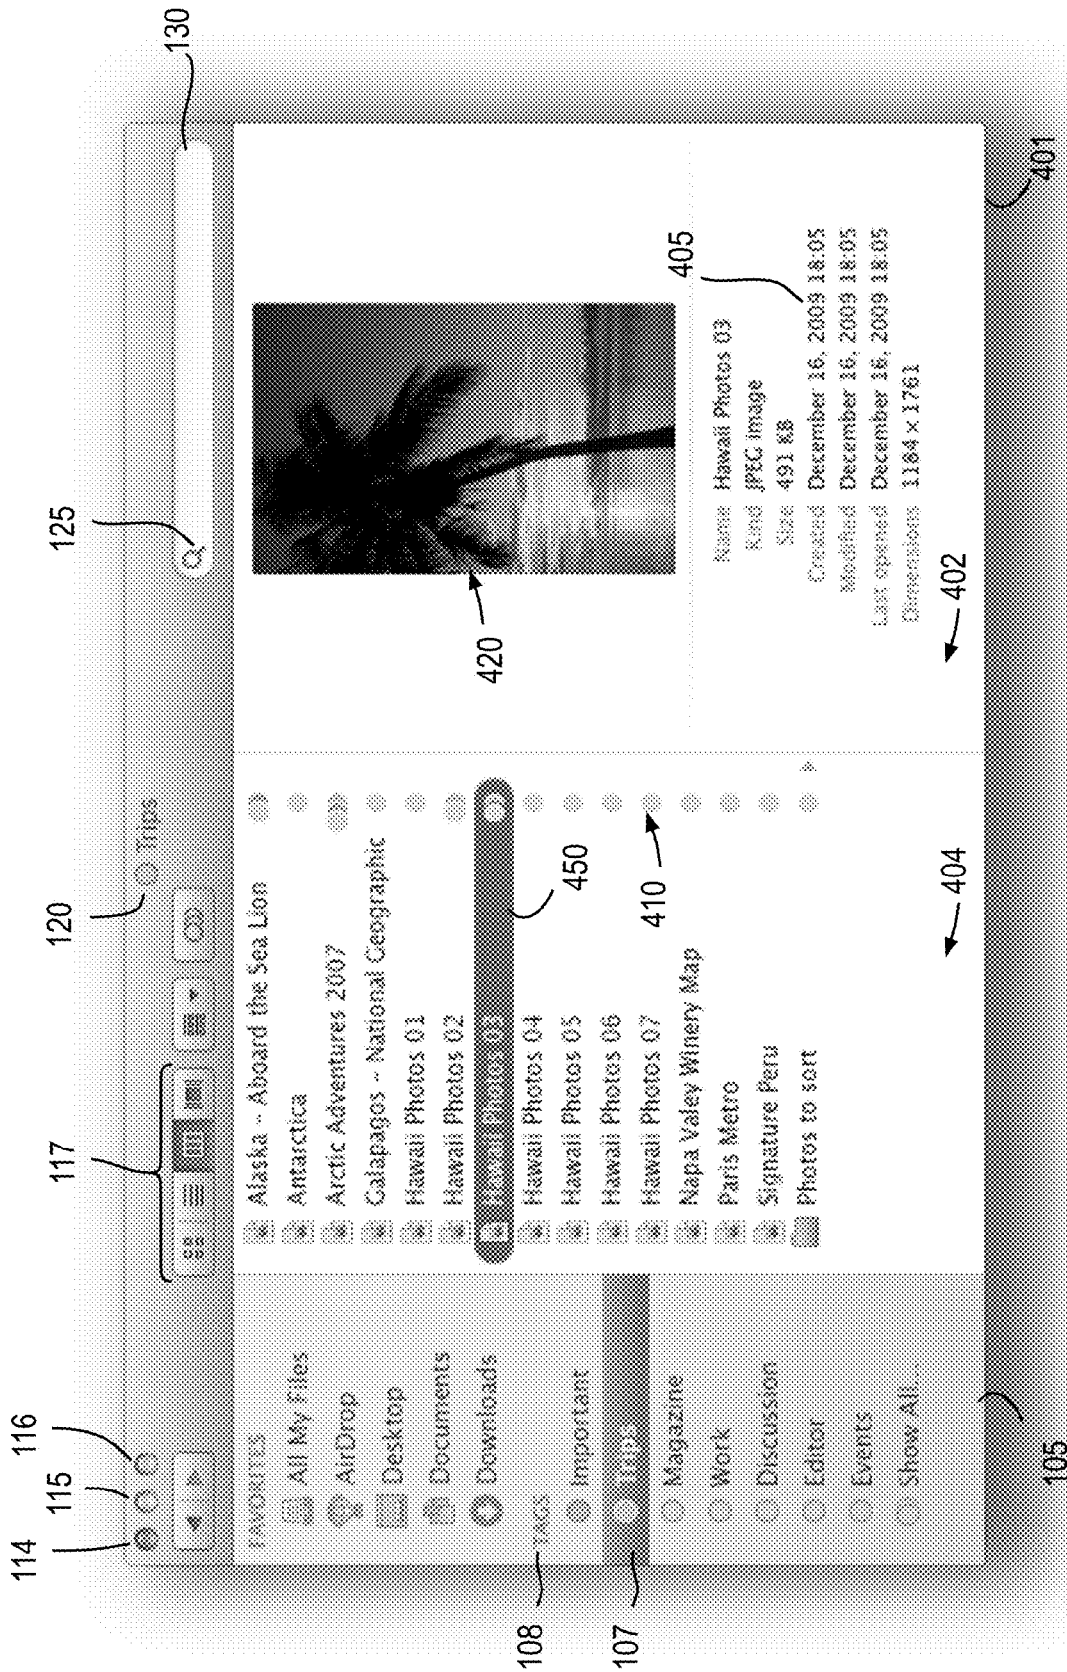 114
115
116
117
120
125
130
Trips
FAVORITES
All My Files
AirDrop
Desktop
Documents
Downloads
TAGS
Important
Trips
Magazine
Work
Discussion
Editor
Events
Show All...
108
107
105
Alaska - Aboard the Sea Lion
Antarctica
Arctic Adventures 2007
Galapagos - National Geographic
Hawaii Photos 01
Hawaii Photos 02
Hawaii Photos 03
Hawaii Photos 04
Hawaii Photos 05
Hawaii Photos 06
Hawaii Photos 07
Napa Valey Winery Map
Paris Metro
Signature Peru
Photos to sort
450
410
404
420
405
Name Hawaii Photos 03
Kind JPEG image
Size 491 KB
Created December 16, 2009 18:05
Modified December 16, 2009 18:05
Last opened December 16, 2009 18:05
Dimensions 1184 x 1761
402
401